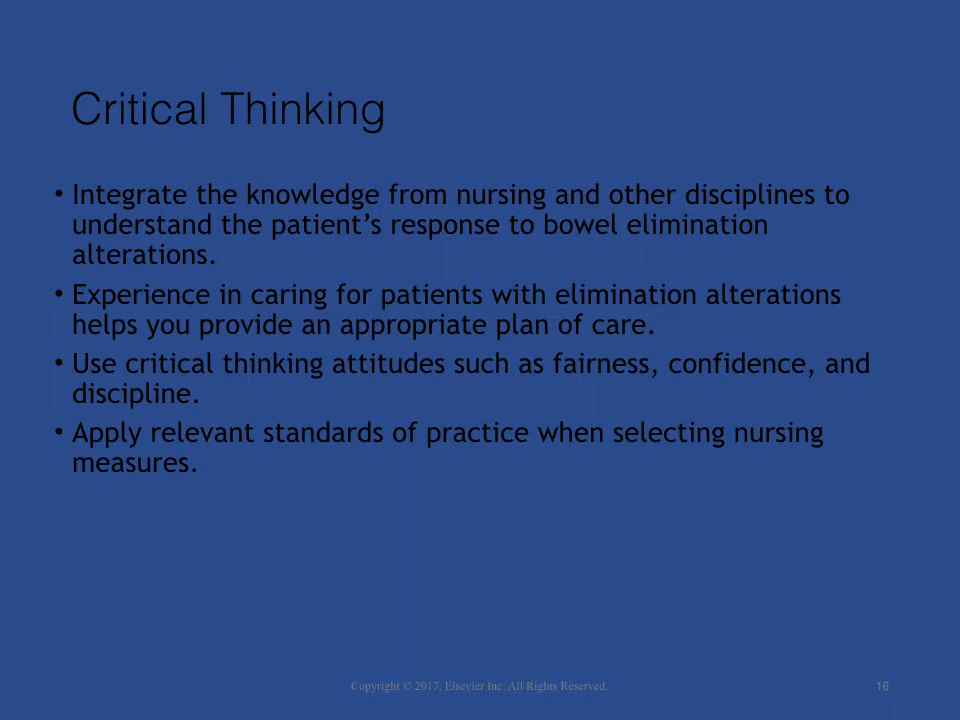 Critical Thinking
• Integrate the knowledge from nursing and other disciplines to
understand the patient’s response to bowel elimination
alterations.
• Experience in caring for patients with elimination alterations
helps you provide an appropriate plan of care.
• Use critical thinking attitudes such as fairness, confidence, and
discipline.
• Apply relevant standards of practice when selecting nursing
measures.
Copyright © 2017, Elsevier Inc. All Rights Reserved.
16